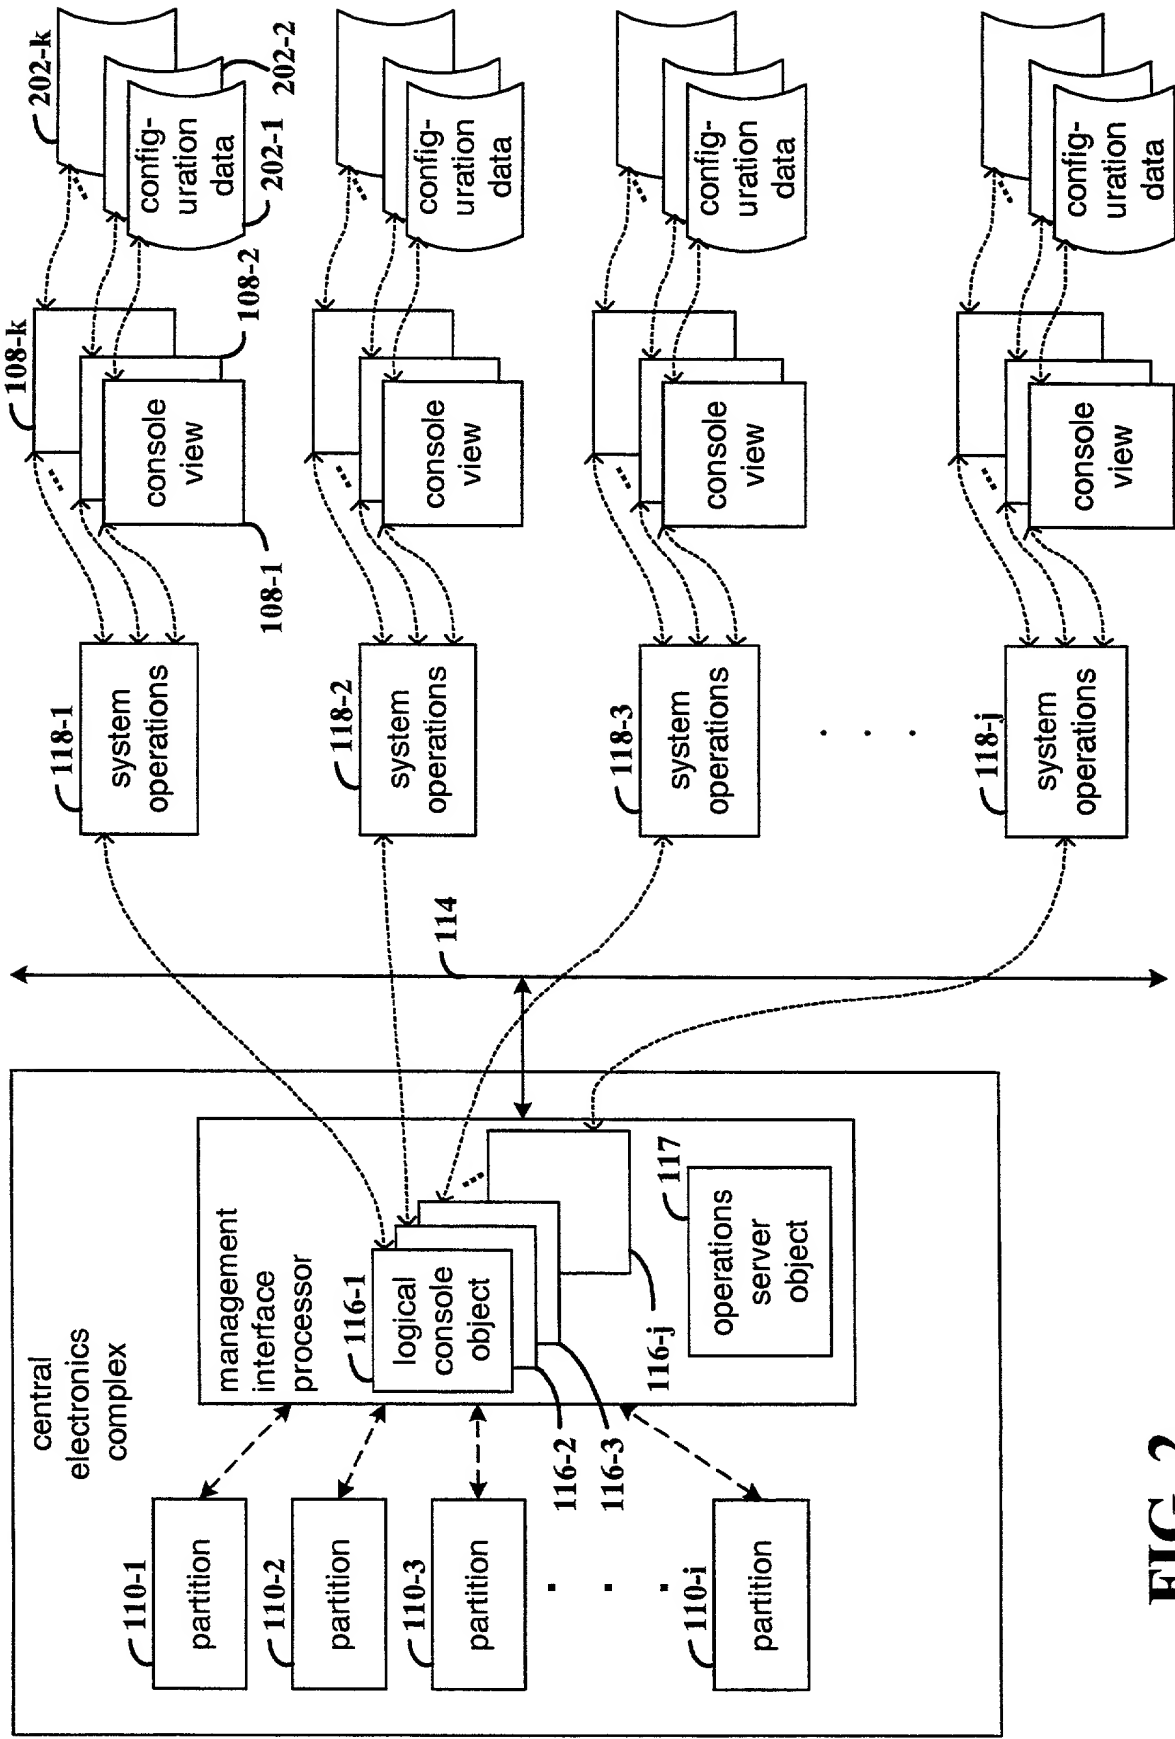 central
electronics
complex
110-1
partition
110-2
partition
110-3
partition
110-i
partition
management
interface
processor
116-1
logical
console
object
116-2
116-3
116-j
117
operations
server
object
114
118-1
system
operations
118-2
system
operations
118-3
system
operations
118-j
system
operations
108-k
108-2
console
view
108-1
console
view
console
view
console
view
202-k
202-2
config-
uration
data
202-1
config-
uration
data
config-
uration
data
config-
uration
data
FIG. 2